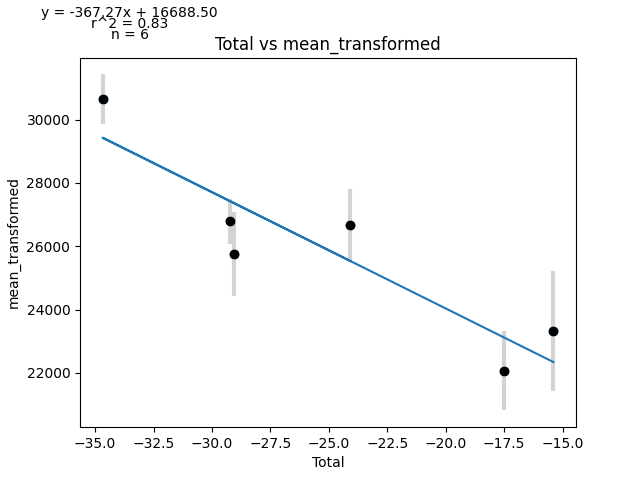 y = -367.27x + 16688.50
r^2 = 0.83
n = 6
Total vs mean_transformed
mean_transformed
30000
28000
26000
24000
22000
−35.0 −32.5 −30.0 −27.5 −25.0 −22.5 −20.0 −17.5 −15.0
Total